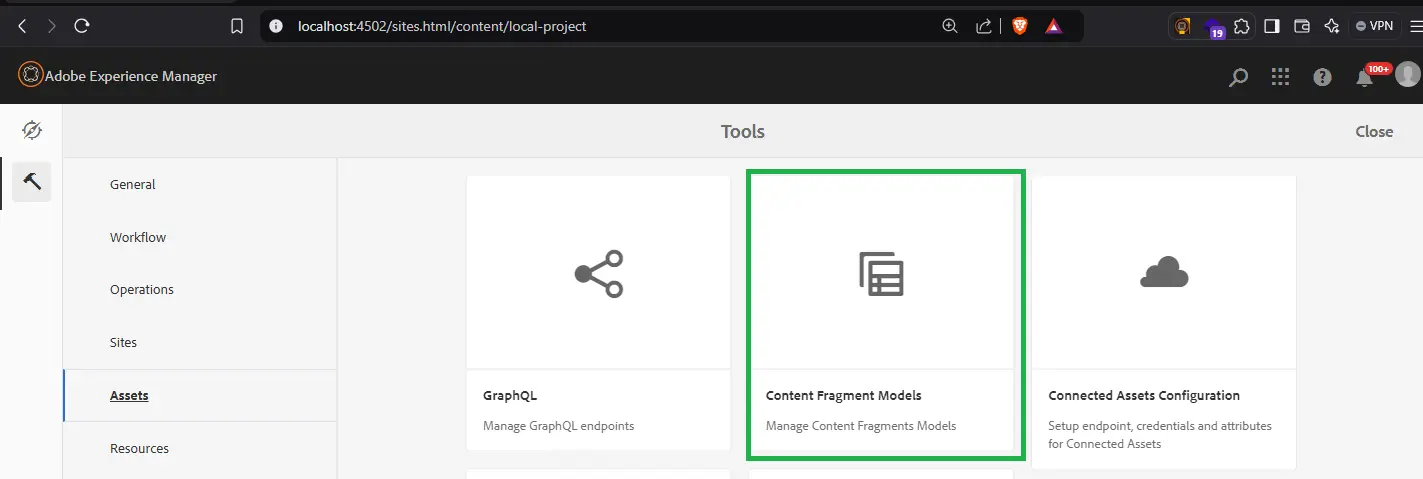 localhost:4502/sites.html/content/local-project
19
VPN
Adobe Experience Manager
100+
Tools
Close
General
Workflow
Operations
Sites
Assets
Resources
GraphQL
Manage GraphQL endpoints
Content Fragment Models
Manage Content Fragments Models
Connected Assets Configuration
Setup endpoint, credentials and attributes
for Connected Assets